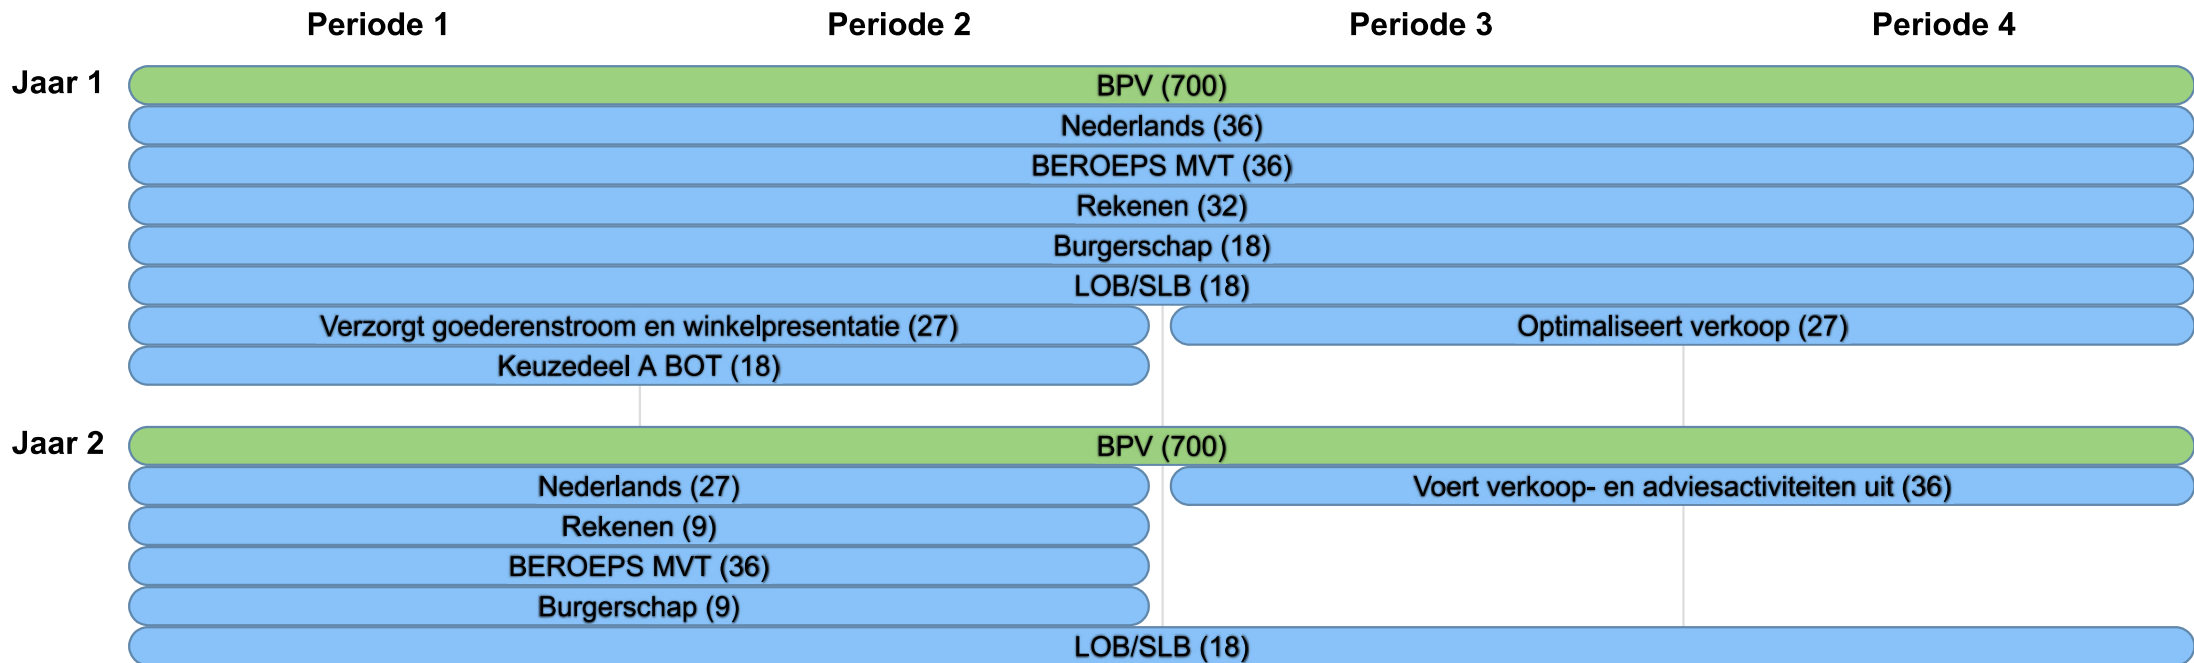 Periode 1 Periode 2 Periode 3 Periode 4
Jaar 1
BPV (700)
Nederlands (36)
BEROEPS MVT (36)
Rekenen (32)
Burgerschap (18)
LOB/SLB (18)
Verzorgt goederenstroom en winkelpresentatie (27) Optimaliseert verkoop (27)
Keuzedeel A BOT (18)
Jaar 2
BPV (700)
Nederlands (27) Voert verkoop- en adviesactiviteiten uit (36)
Rekenen (9)
BEROEPS MVT (36)
Burgerschap (9)
LOB/SLB (18)